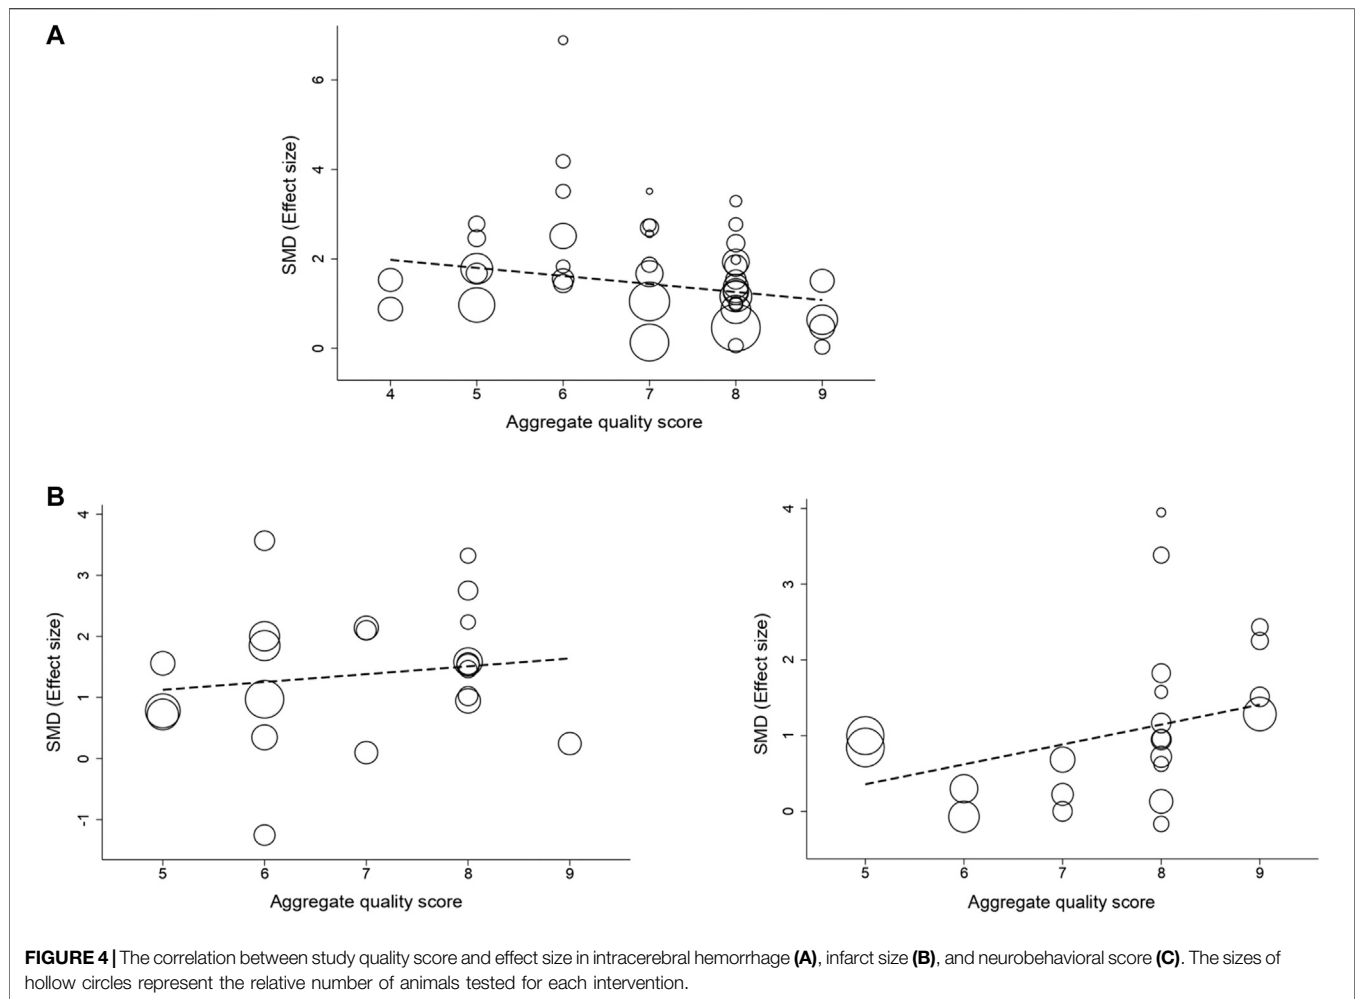 A
SMD (Effect size)
6
4
2
0
4 5 6 7 8 9
Aggregate quality score
B
SMD (Effect size)
4
3
2
1
0
-1
5 6 7 8 9
Aggregate quality score
SMD (Effect size)
4
3
2
1
0
5 6 7 8 9
Aggregate quality score
FIGURE 4 | The correlation between study quality score and effect size in intracerebral hemorrhage (A), infarct size (B), and neurobehavioral score (C). The sizes of
hollow circles represent the relative number of animals tested for each intervention.